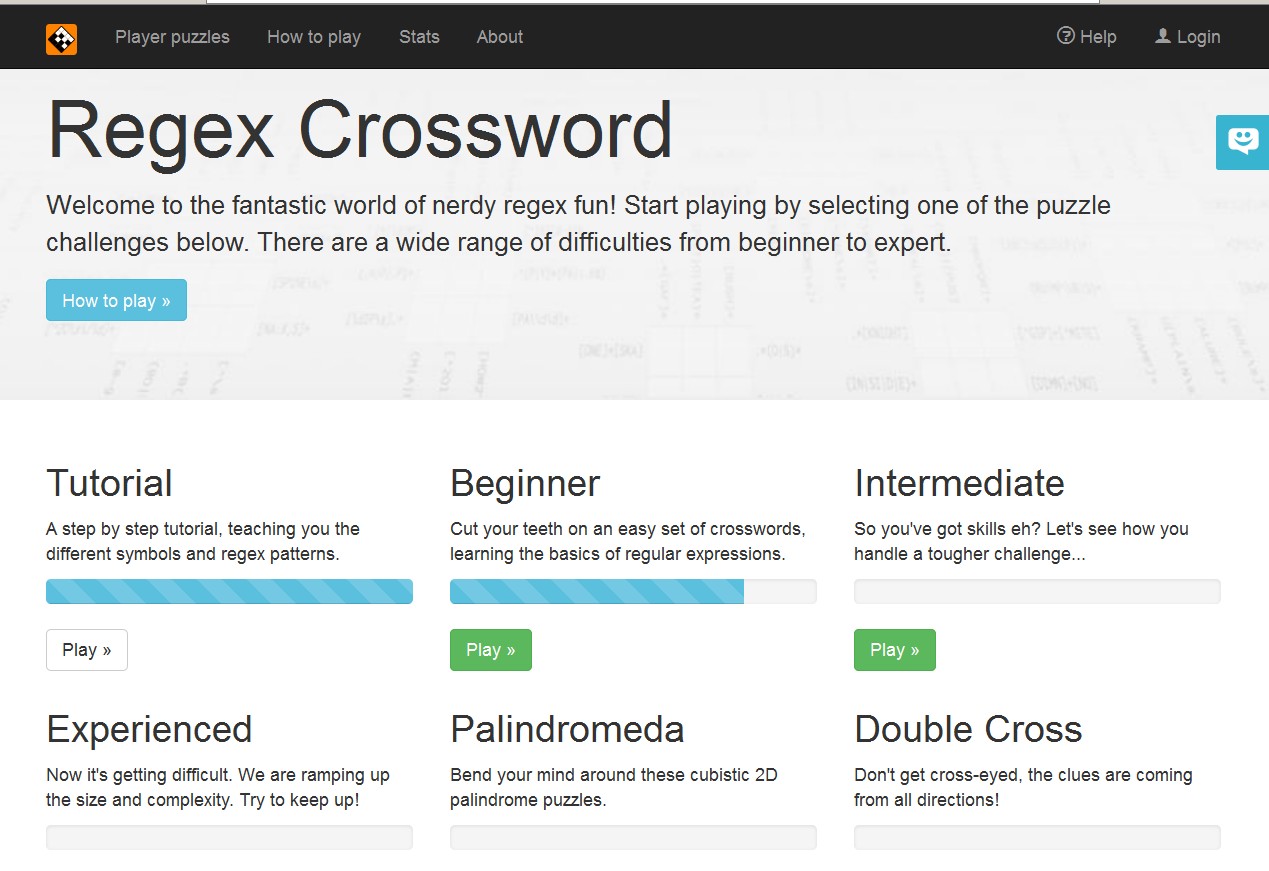 Player puzzles How to play Stats About Help Login
Regex Crossword
Welcome to the fantastic world of nerdy regex fun! Start playing by selecting one of the puzzle
challenges below. There are a wide range of difficulties from beginner to expert.
How to play »
Tutorial
A step by step tutorial, teaching you the
different symbols and regex patterns.
Play »
Beginner
Cut your teeth on an easy set of crosswords,
learning the basics of regular expressions.
Play »
Intermediate
So you've got skills eh? Let's see how you
handle a tougher challenge...
Play »
Experienced
Now it's getting difficult. We are ramping up
the size and complexity. Try to keep up!
Palindromeda
Bend your mind around these cubistic 2D
palindrome puzzles.
Double Cross
Don't get cross-eyed, the clues are coming
from all directions!